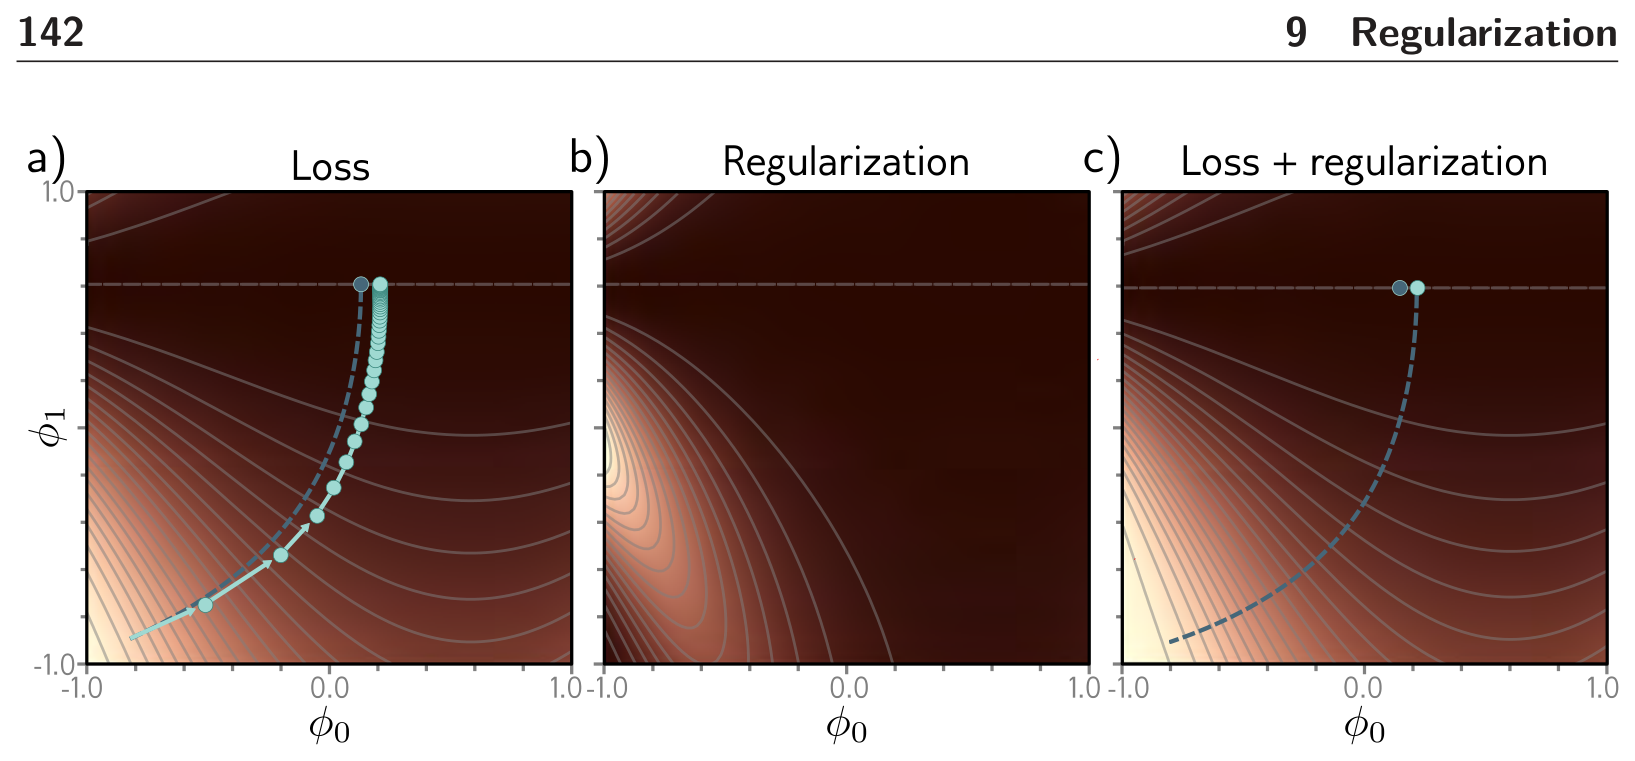 142 9 Regularization
a) Loss b) Regularization c) Loss + regularization
1.0
ϕ1
-1.0
-1.0 0.0 1.0 -1.0 0.0 1.0 -1.0 0.0 1.0
ϕ0 ϕ0 ϕ0